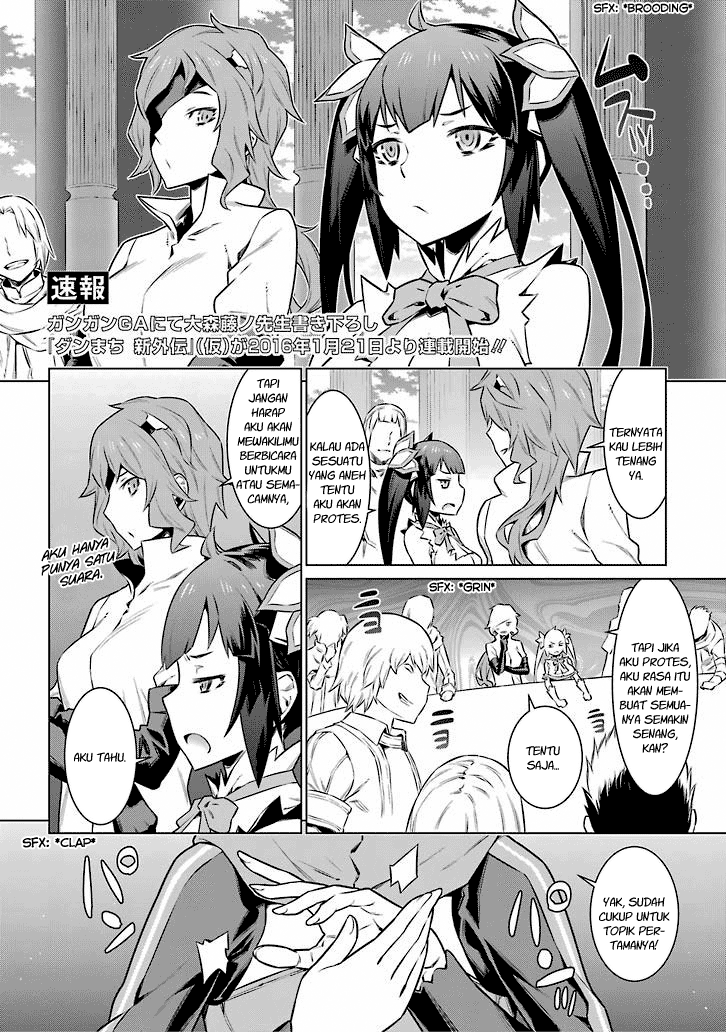 SFX: *BROODING*
ムスッ…
速報
ガンガンGAにて大森藤ノ先生書き下ろし
『ダンまち 新外伝』(仮)が2016年1月21日より連載開始!!
TERNYATA
KAU LEBIH
TENANG
YA.
KALAU ADA
SESUATU
YANG ANEH
TENTU
AKU AKAN
PROTES.
TAPI
JANGAN
HARAP
AKU AKAN
MEWAKILIMU
BERBICARA
UNTUKMU
ATAU SEMA-
CAMNYA,
AKU HANYA
PUNYA SATU
SUARA.
AKU TAHU.
SFX: *GRIN*
TAPI JIKA
AKU PROTES,
AKU RASA ITU
AKAN MEM-
BUAT SEMUA-
NYA SEMAKIN
SENANG,
KAN?
TENTU
SAJA...
SFX: *CLAP*
YAK, SUDAH
CUKUP UNTUK
TOPIK PER-
TAMANYA!